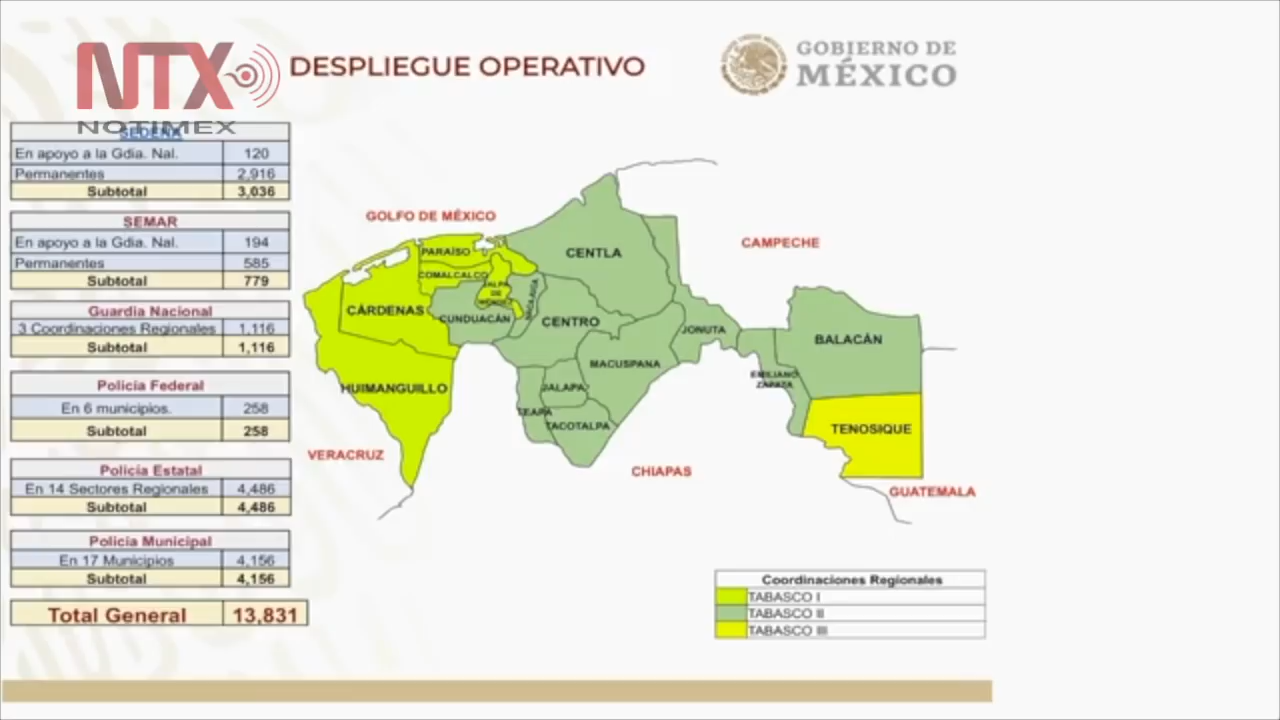 NTX
NOTIMEX
DESPLIEGUE OPERATIVO
GOBIERNO DE
MÉXICO
SEDENA
En apoyo a la Gdia. Nal. 120
Permanentes 2,916
Subtotal 3,036
SEMAR
En apoyo a la Gdia. Nal. 194
Permanentes 585
Subtotal 779
Guardia Nacional
3 Coordinaciones Regionales 1,116
Subtotal 1,116
Policía Federal
En 6 municipios. 258
Subtotal 258
Policía Estatal
En 14 Sectores Regionales 4,486
Subtotal 4,486
Policía Municipal
En 17 Municipios 4,156
Subtotal 4,156
Total General 13,831
GOLFO DE MÉXICO
CAMPECHE
VERACRUZ
CHIAPAS
GUATEMALA
CENTLA
PARAÍSO
COMALCALCO
JALPA
DE
MÉNDEZ
CÁRDENAS
CUNDUACÁN
CENTRO
JONUTA
BALACÁN
MACUSPANA
EMILIANO
ZAPATA
HUIMANGUILLO
JALAPA
TEAPA
TACOTALPA
TENOSIQUE
Coordinaciones Regionales
TABASCO I
TABASCO II
TABASCO III